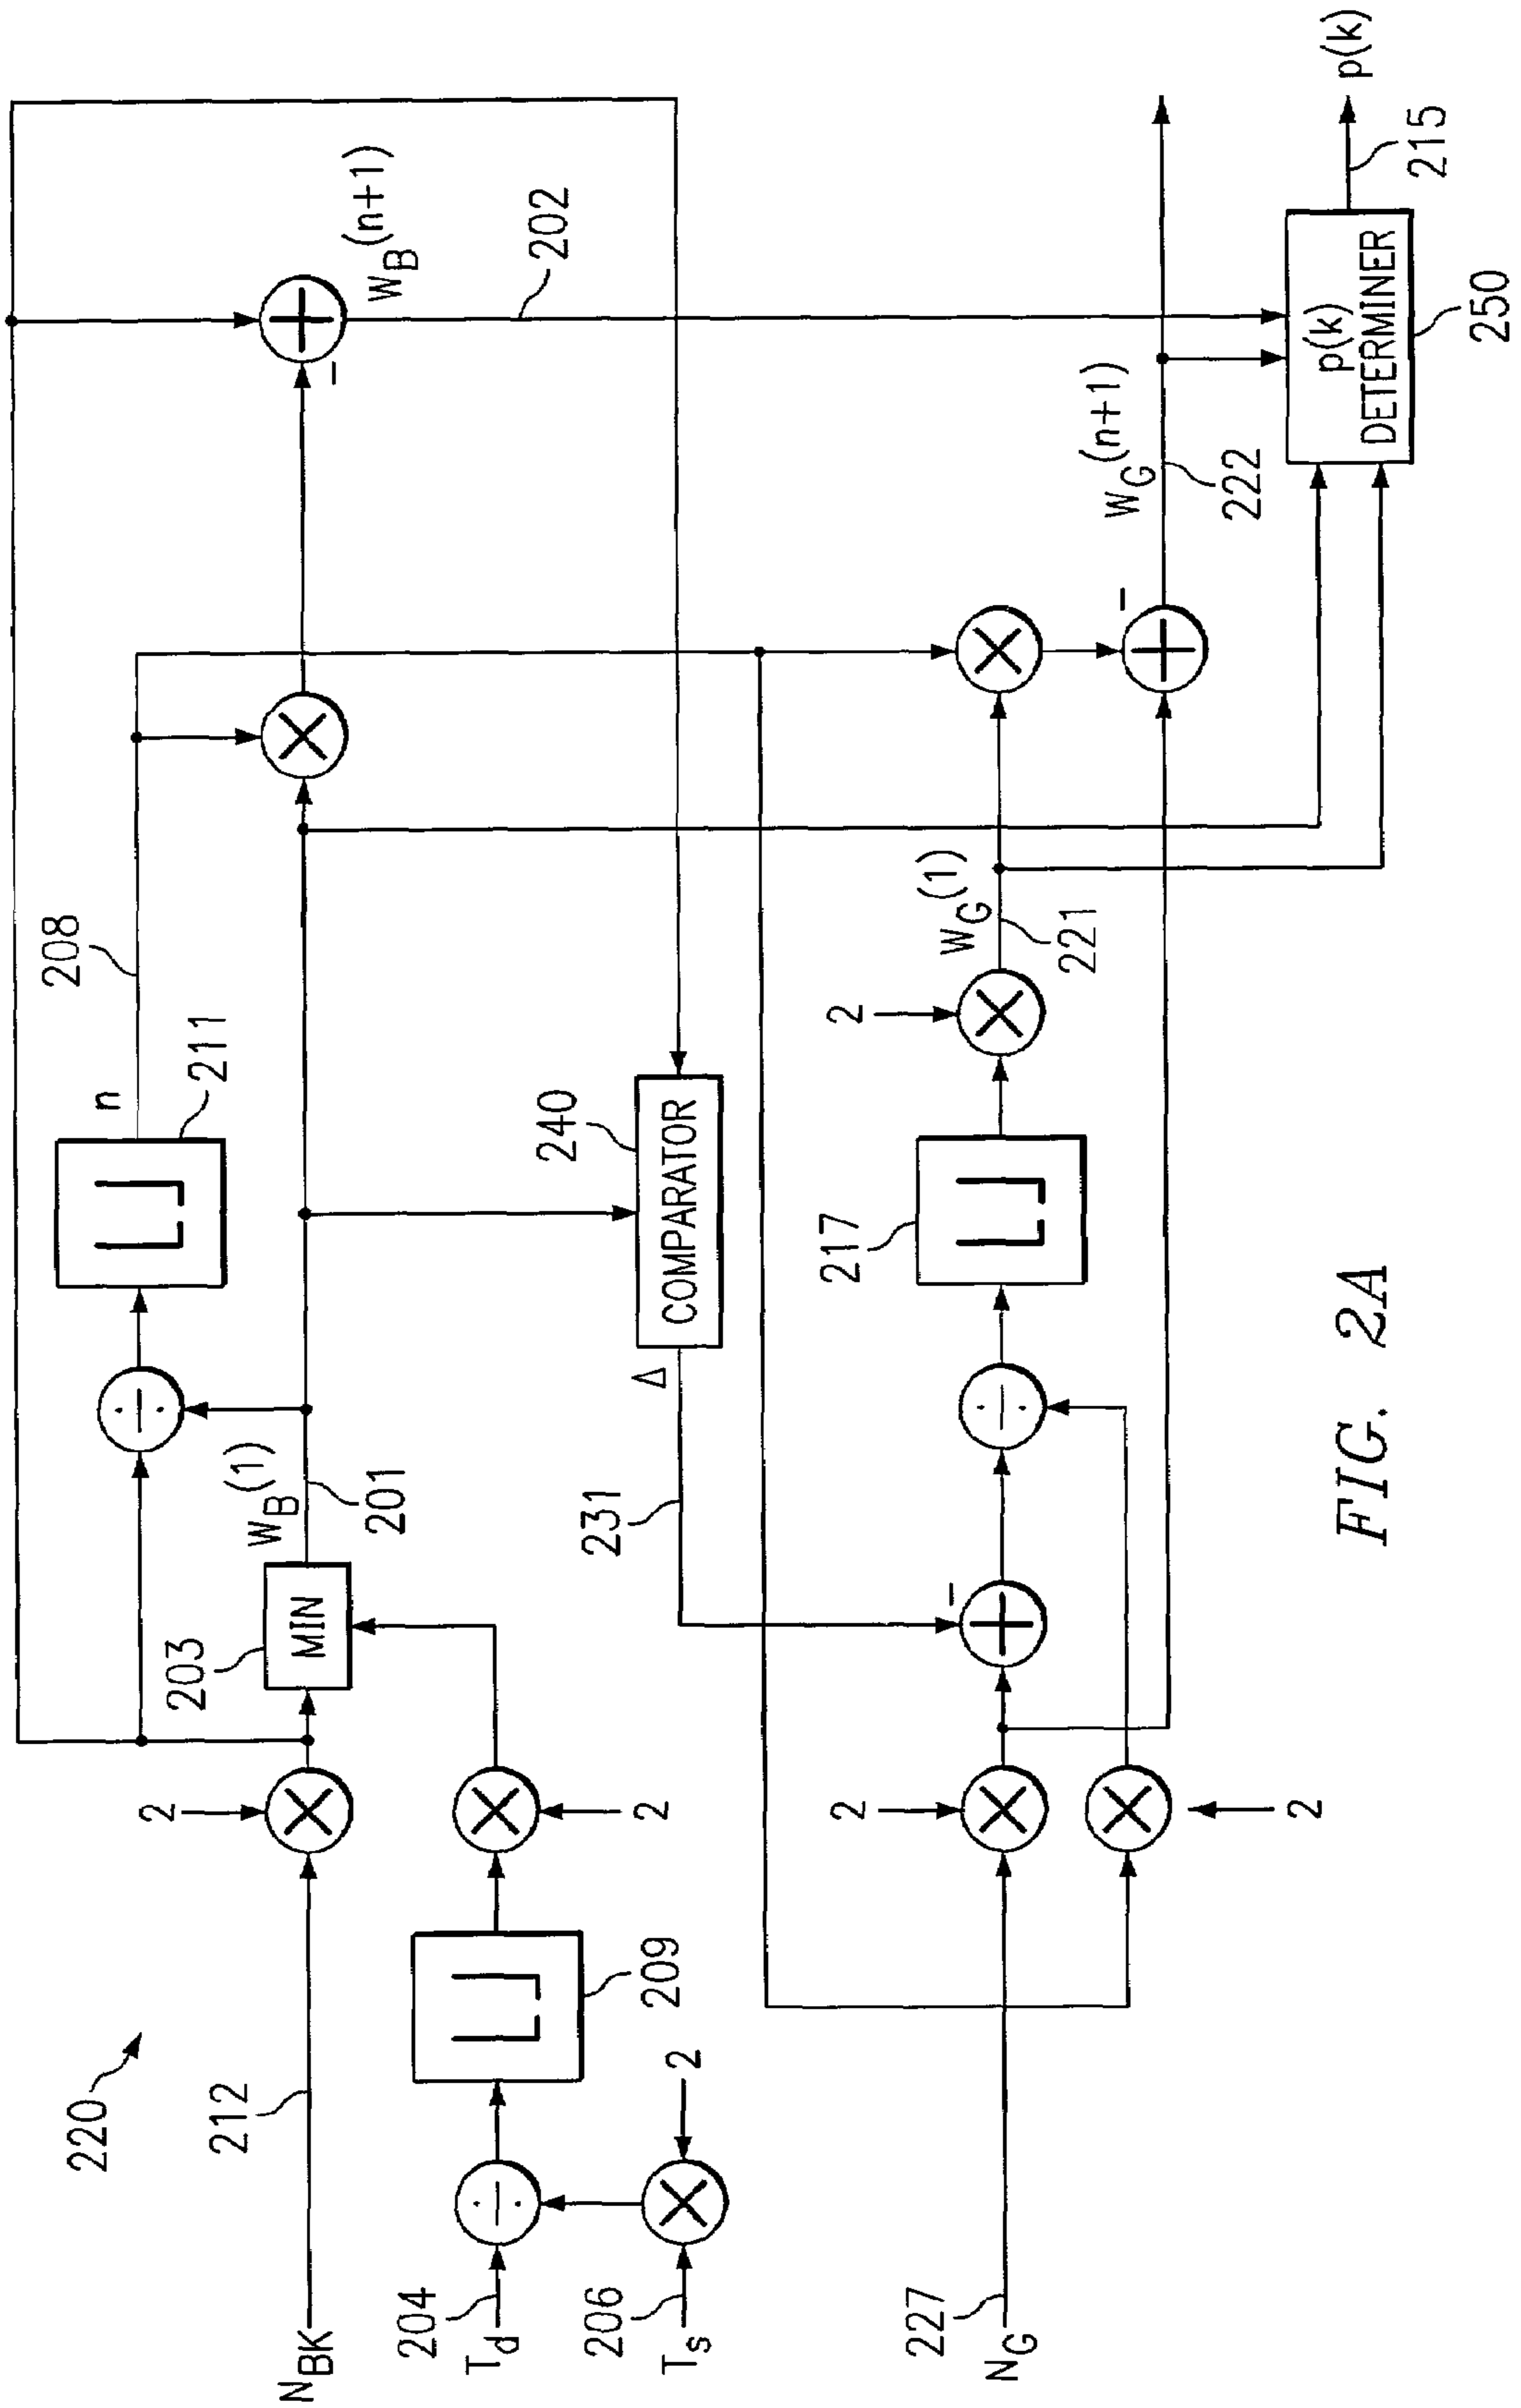 220
N_BK
212
2
203
MIN
W_B(1)
201
211
n
208
W_B(n+1)
202
204
T_d
206
T_s
2
209
2
231
Δ
240
COMPARATOR
227
N_G
2
2
217
2
W_G(1)
221
W_G(n+1)
222
p(k)
DETERMINER
250
215
p(k)
FIG. 2A